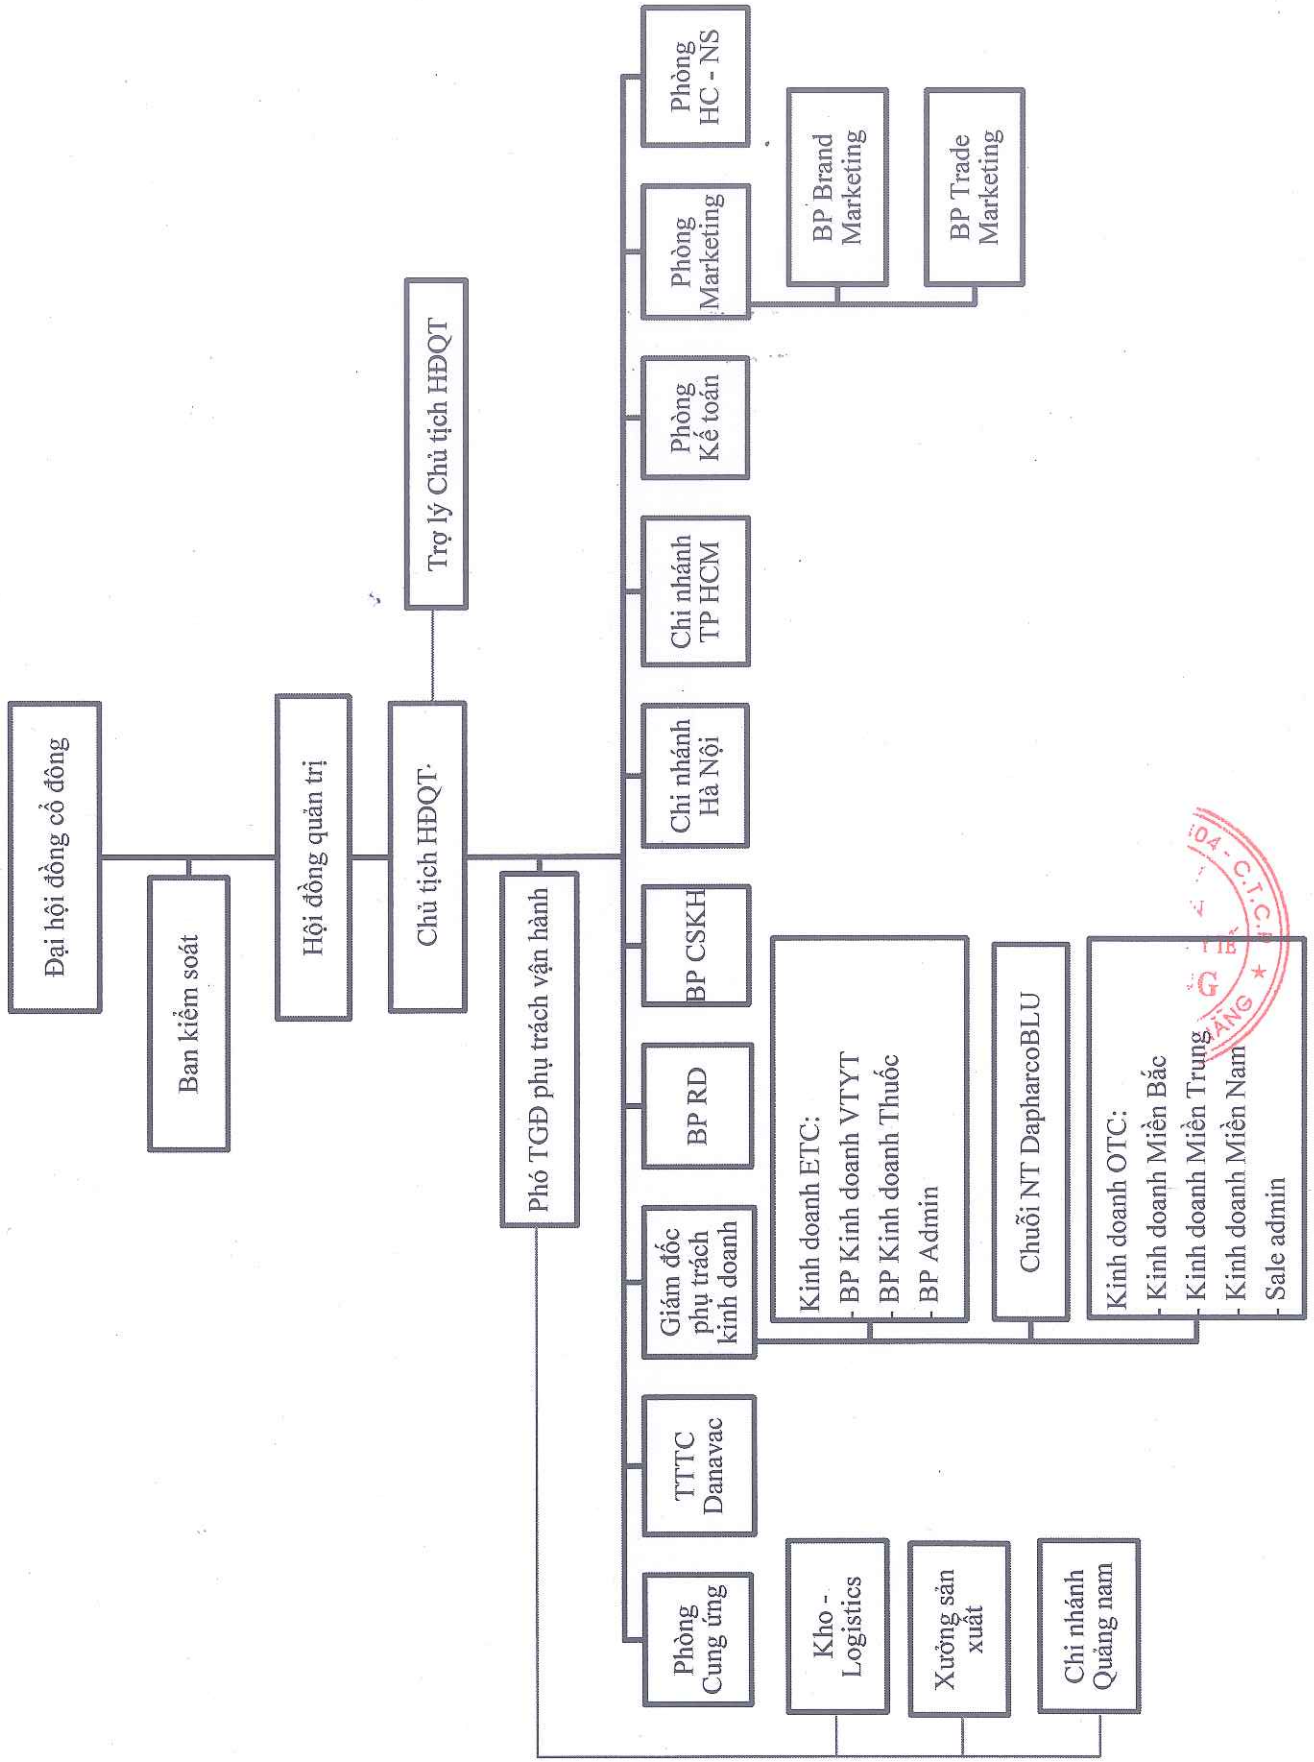 Đại hội đồng cổ đông
Ban kiểm soát
Hội đồng quản trị
Chủ tịch HĐQT
Trợ lý Chủ tịch HĐQT
Phó TGĐ phụ trách vận hành
Phòng
Cung ứng
TTTC
Danavac
Giám đốc
phụ trách
kinh doanh
BP RD
BP CSKH
Chi nhánh
Hà Nội
Chi nhánh
TP HCM
Phòng
Kế toán
Phòng
Marketing
Phòng
HC - NS
Kho -
Logistics
Xưởng sản
xuất
Chi nhánh
Quảng nam
Kinh doanh ETC:
- BP Kinh doanh VTYT
- BP Kinh doanh Thuốc
- BP Admin
Chuỗi NT DapharcoBLU
Kinh doanh OTC:
- Kinh doanh Miền Bắc
- Kinh doanh Miền Trung
- Kinh doanh Miền Nam
- Sale admin
BP Brand
Marketing
BP Trade
Marketing
04 - C.T.C.P